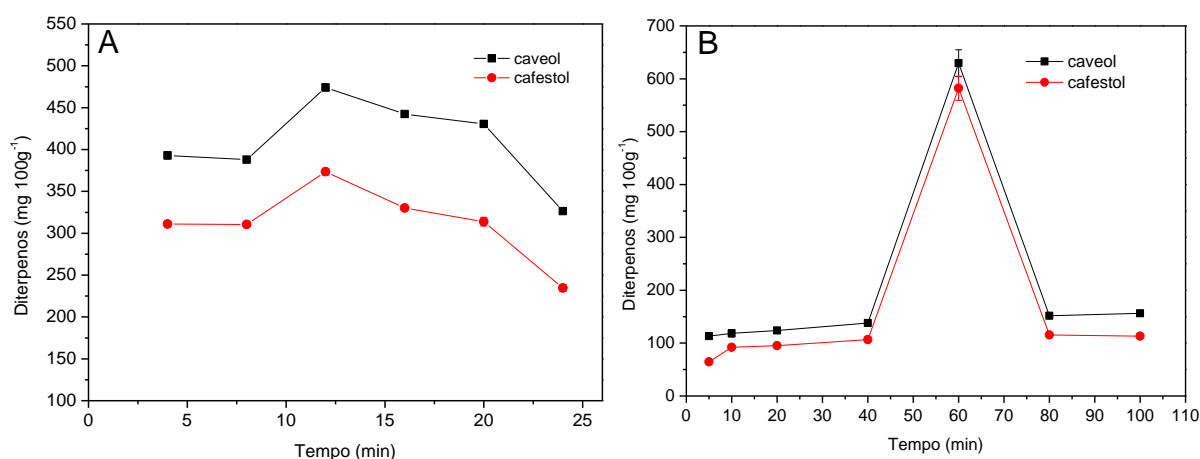 A
caveol
cafestol
550
500
450
400
350
300
250
200
150
100
Diterpenos (mg 100g⁻¹)
0 5 10 15 20 25
Tempo (min)
B
caveol
cafestol
700
600
500
400
300
200
100
0
Diterpenos (mg 100g⁻¹)
0 10 20 30 40 50 60 70 80 90 100 110
Tempo (min)